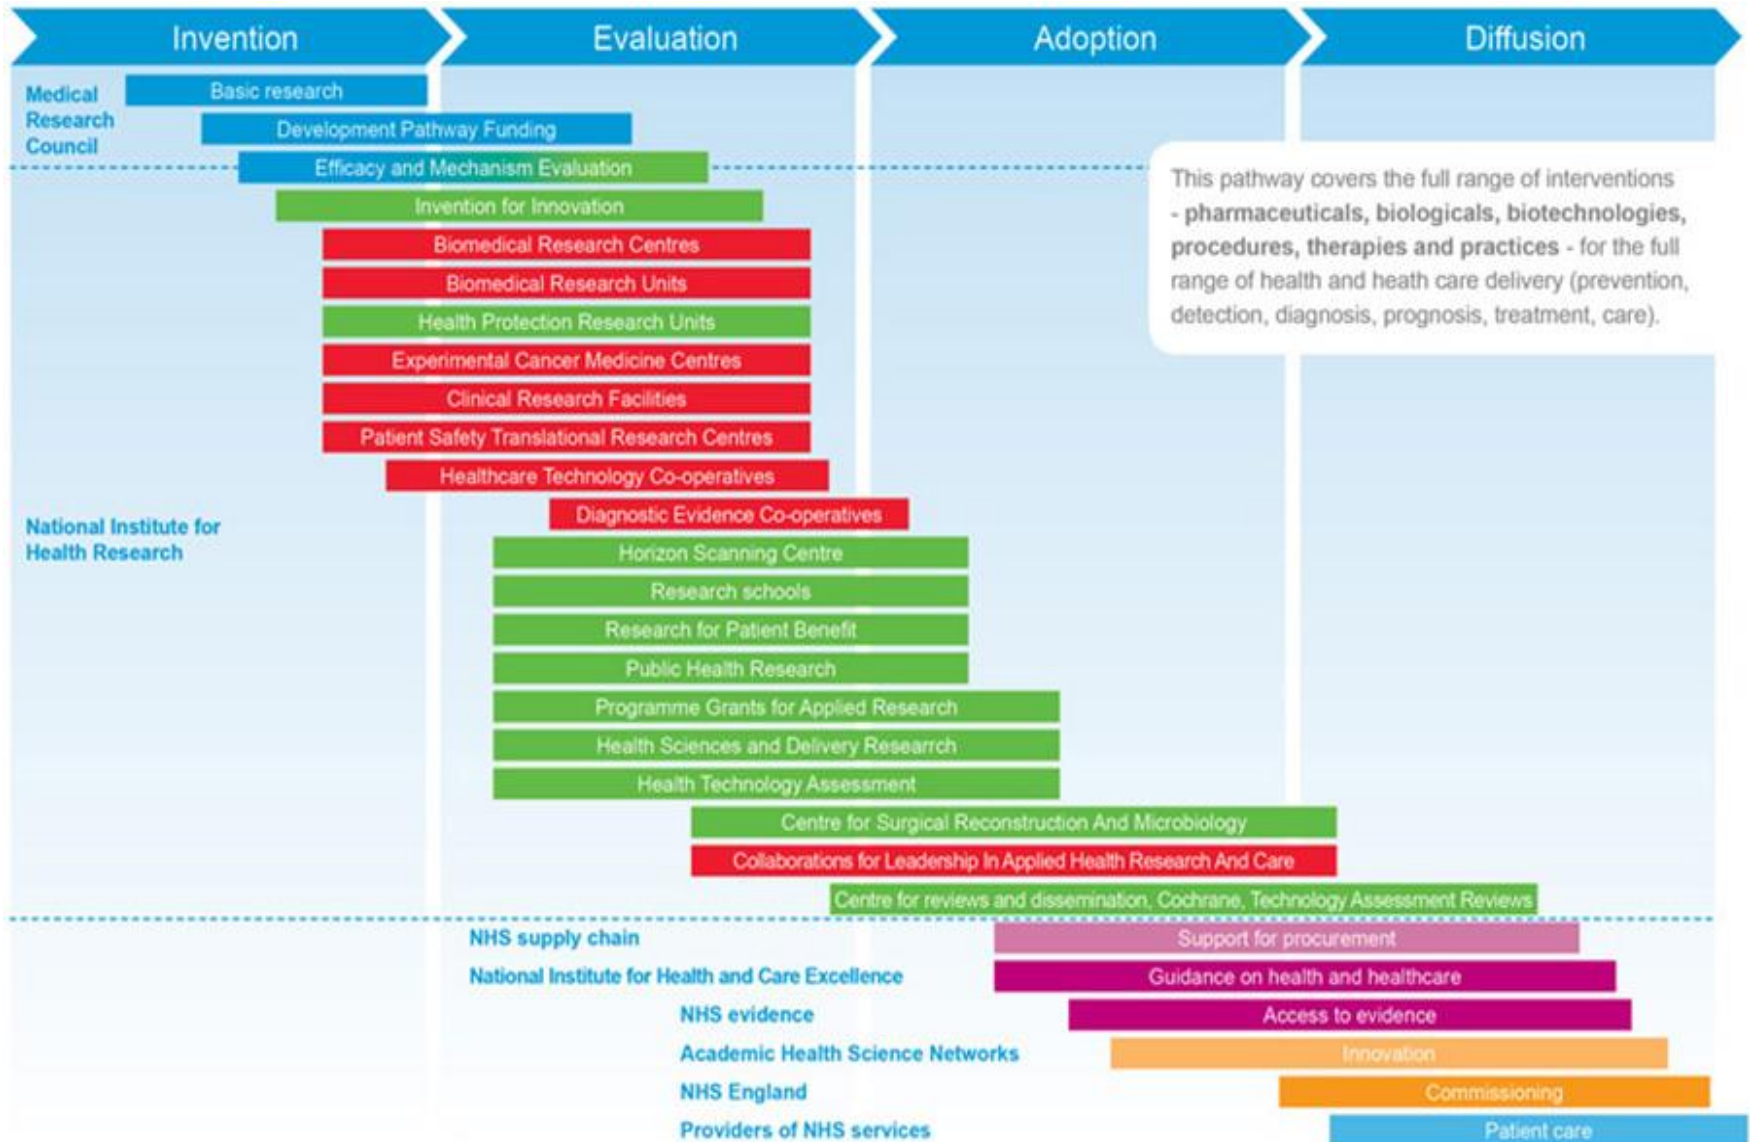 Invention
Evaluation
Adoption
Diffusion
Medical
Research
Council
Basic research
Development Pathway Funding
Efficacy and Mechanism Evaluation
Invention for Innovation
Biomedical Research Centres
Biomedical Research Units
Health Protection Research Units
Experimental Cancer Medicine Centres
Clinical Research Facilities
Patient Safety Translational Research Centres
Healthcare Technology Co-operatives
Diagnostic Evidence Co-operatives
This pathway covers the full range of interventions
- pharmaceuticals, biologicals, biotechnologies,
procedures, therapies and practices - for the full
range of health and heath care delivery (prevention,
detection, diagnosis, prognosis, treatment, care).
National Institute for
Health Research
Horizon Scanning Centre
Research schools
Research for Patient Benefit
Public Health Research
Programme Grants for Applied Research
Health Sciences and Delivery Researrch
Health Technology Assessment
Centre for Surgical Reconstruction And Microbiology
Collaborations for Leadership In Applied Health Research And Care
Centre for reviews and dissemination, Cochrane, Technology Assessment Reviews
NHS supply chain
Support for procurement
National Institute for Health and Care Excellence
Guidance on health and healthcare
NHS evidence
Access to evidence
Academic Health Science Networks
Innovation
NHS England
Commissioning
Providers of NHS services
Patient care